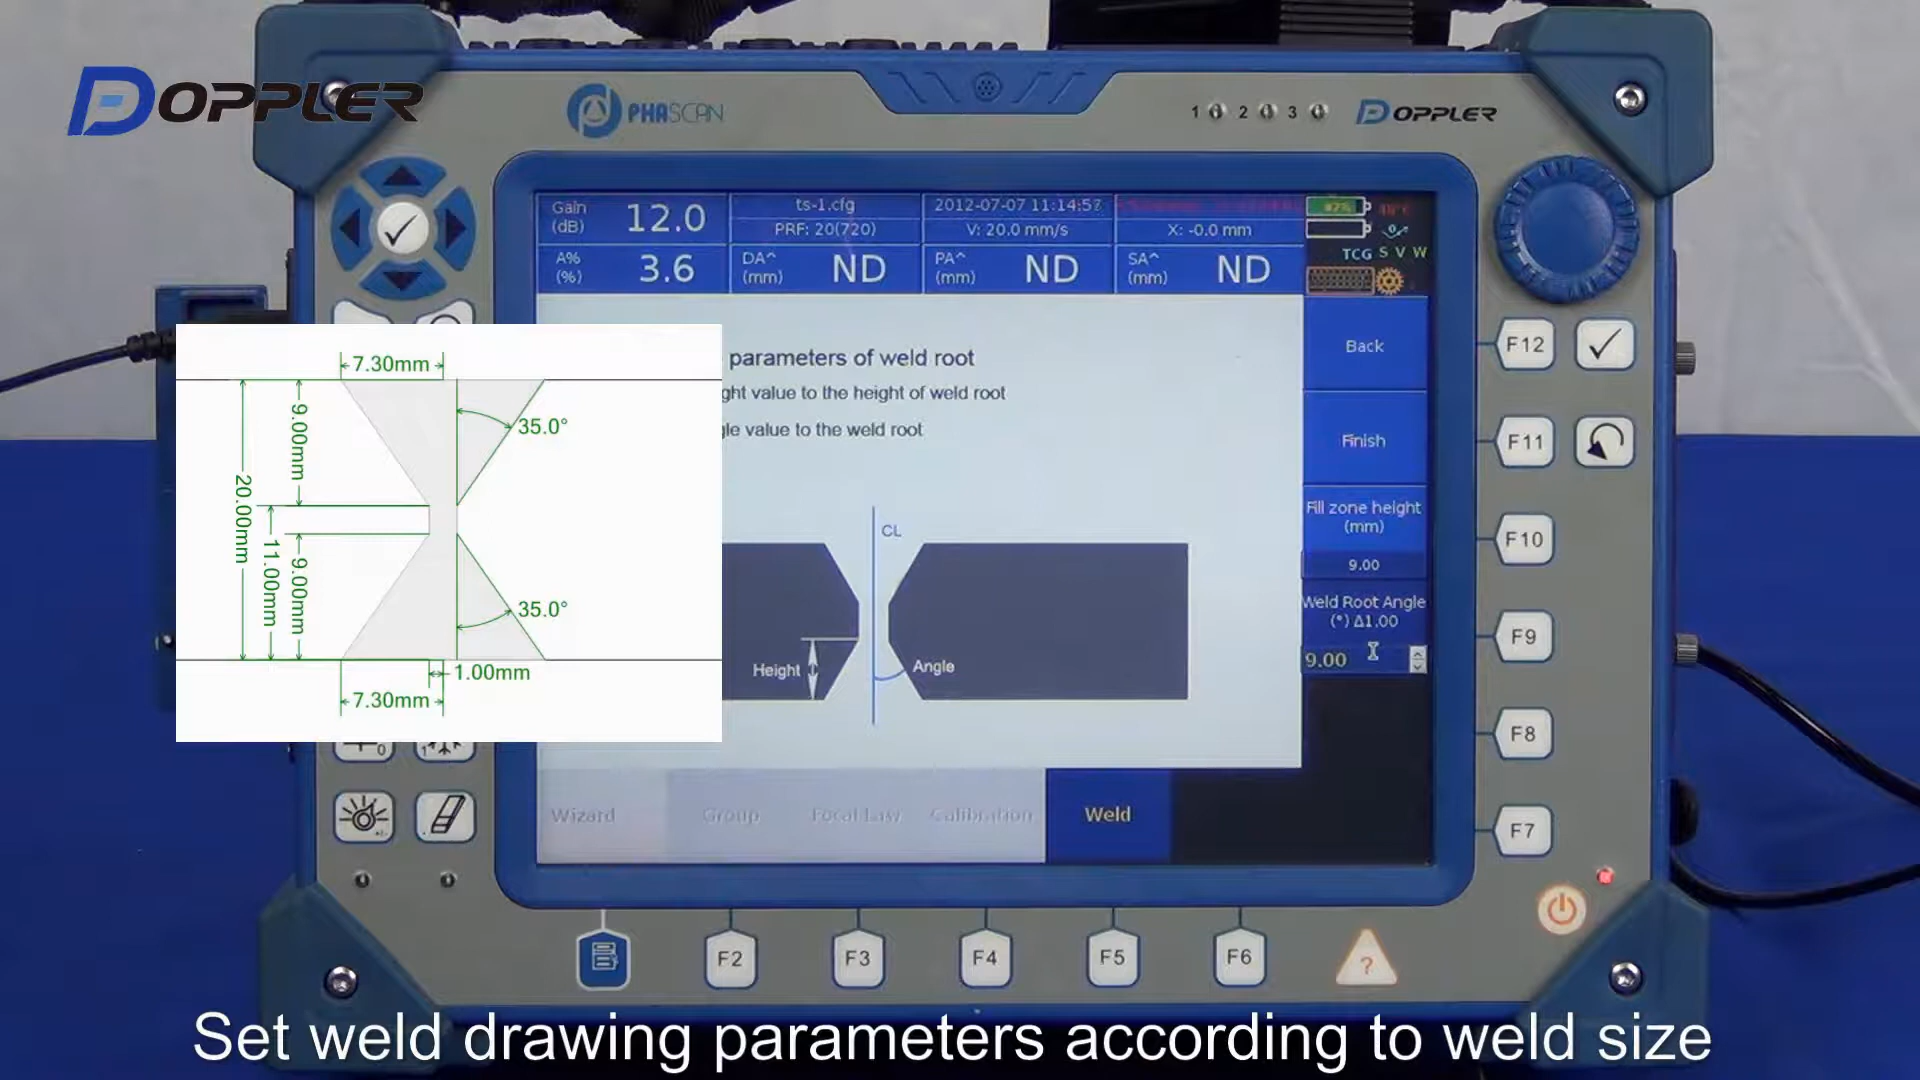 DOPPLER
PHASCAN
1 2 3
DOPPLER
Gain (dB) 12.0
ts-1.cfg
PRF: 20(720)
2012-07-07 11:14:57
V: 20.0 mm/s
X: -0.0 mm
A% (%) 3.6
DA^ (mm) ND
PA^ (mm) ND
SA^ (mm) ND
TCG S V W
parameters of weld root
ght value to the height of weld root
gle value to the weld root
7.30mm
9.00mm
35.0°
20.00mm
11.00mm
9.00mm
35.0°
1.00mm
7.30mm
CL
Height
Angle
Back
Finish
Fill zone height
(mm)
9.00
Weld Root Angle
(°) Δ1.00
9.00
Wizard
Group
Focal Law
Calibration
Weld
F12
F11
F10
F9
F8
F7
F2
F3
F4
F5
F6
?
Set weld drawing parameters according to weld size